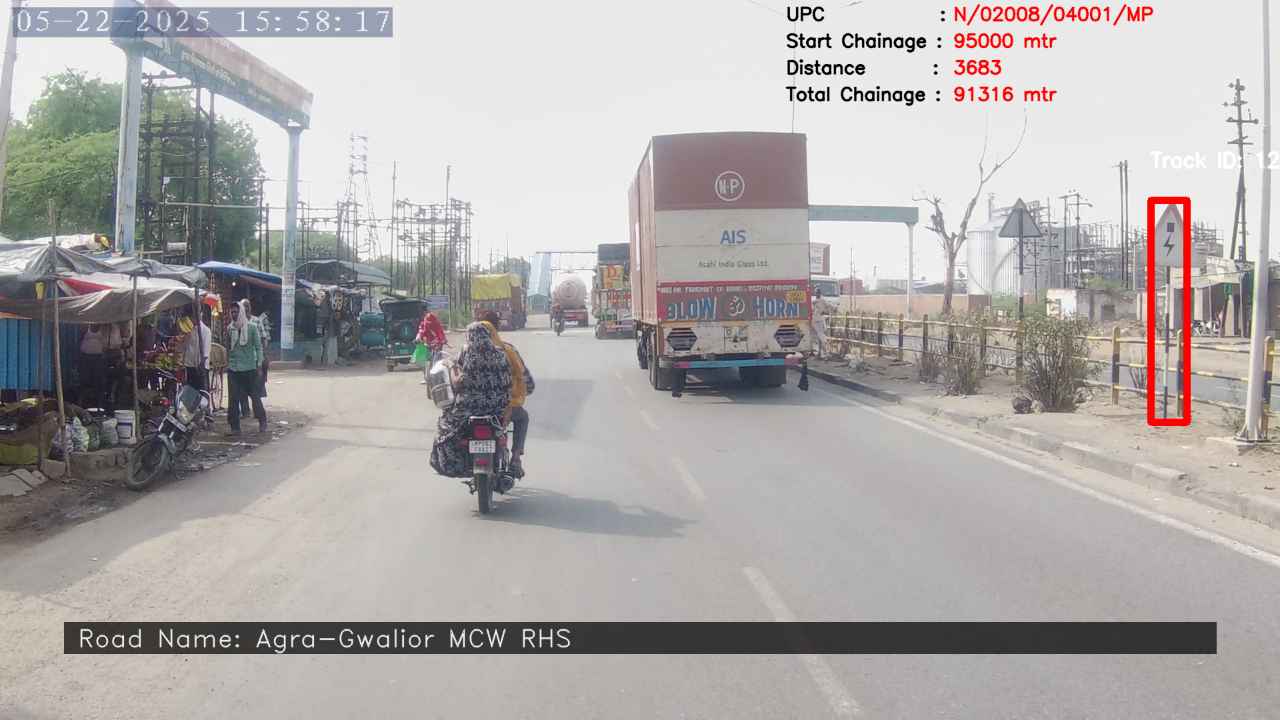 05-22-2025 15:58:17
UPC : N/02008/04001/MP
Start Chainage : 95000 mtr
Distance : 3683
Total Chainage : 91316 mtr
Track ID: 12
N·P
AIS
Asahi India Glass Ltd.
BLOW ॐ HORN
Road Name: Agra-Gwalior MCW RHS